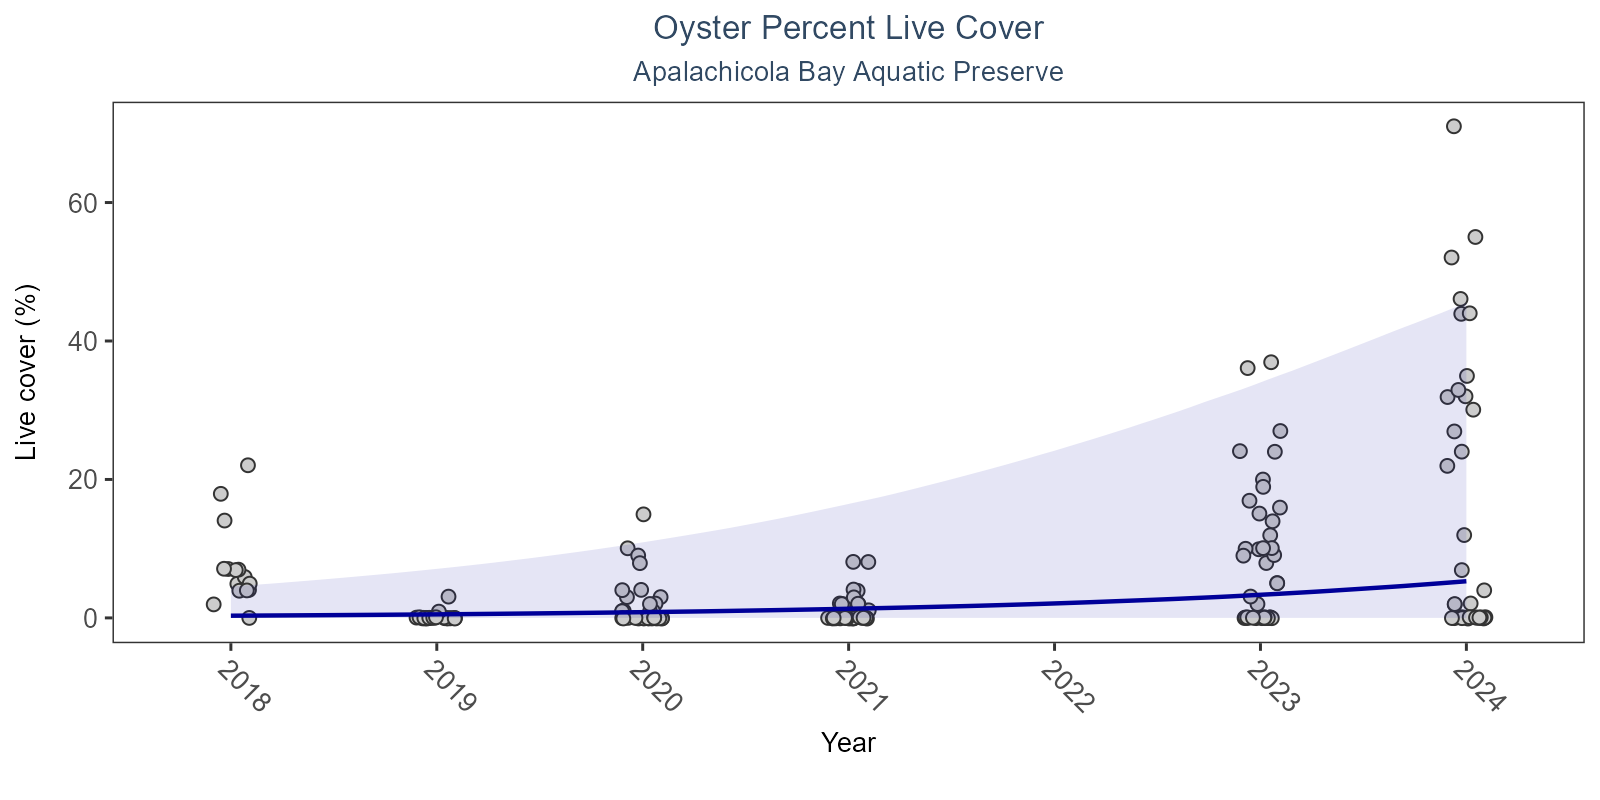 Oyster Percent Live Cover
Apalachicola Bay Aquatic Preserve
Live cover (%)
60
40
20
0
2018
2019
2020
2021
2022
2023
2024
Year